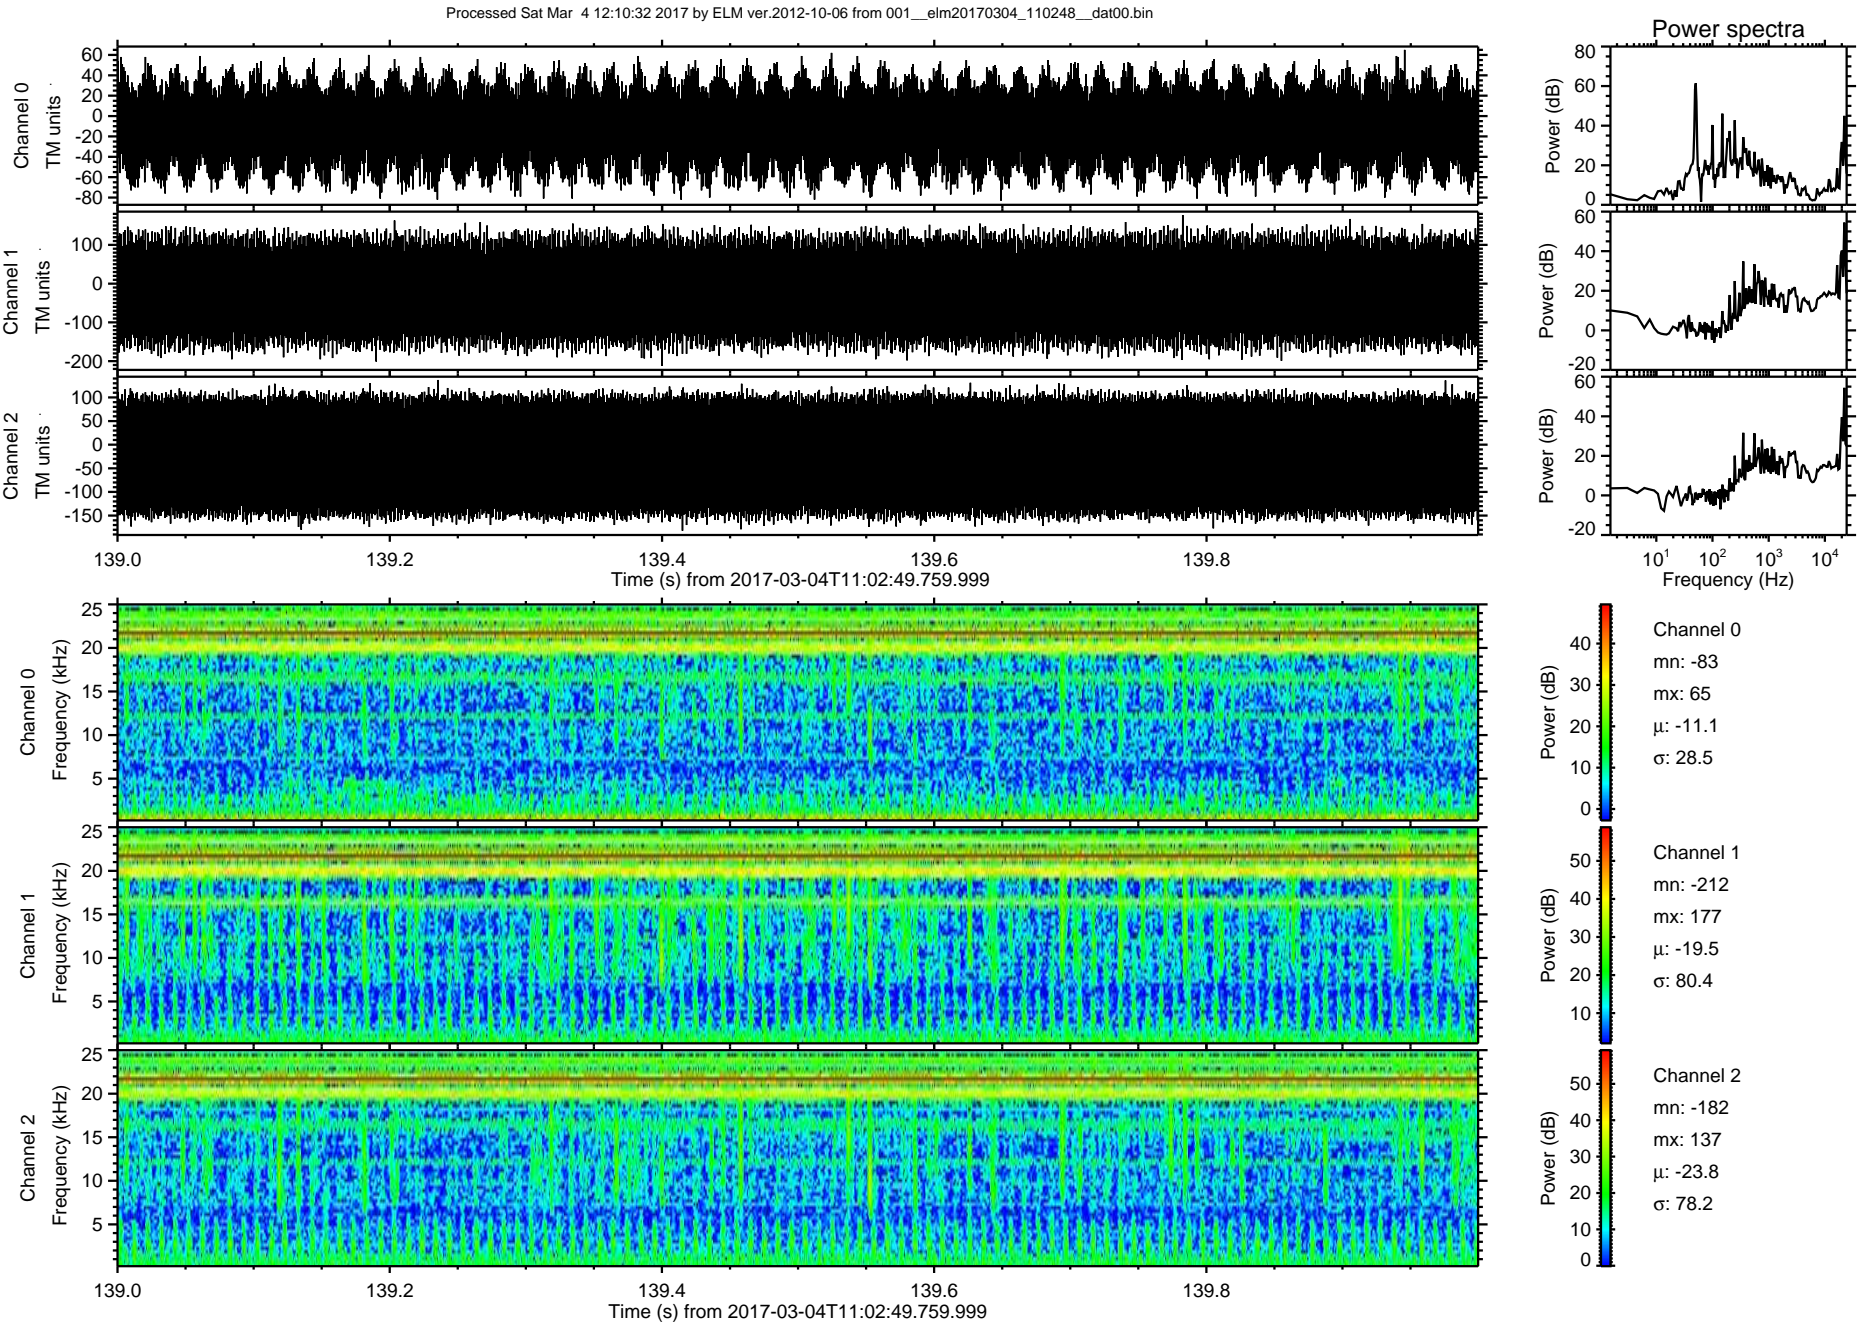 Processed Sat Mar  4 12:10:32 2017 by ELM ver.2012-10-06 from 001__elm20170304_110248__dat00.bin
Power spectra
Channel 0
TM units
60
40
20
0
-20
-40
-60
-80
Power (dB)
80
60
40
20
0
Channel 1
TM units
100
0
-100
-200
Power (dB)
60
40
20
0
-20
Channel 2
TM units
100
50
0
-50
-100
-150
Power (dB)
60
40
20
0
-20
139.0 139.2 139.4 139.6 139.8
Time (s) from 2017-03-04T11:02:49.759.999
10¹ 10² 10³ 10⁴
Frequency (Hz)
Channel 0
Frequency (kHz)
25
20
15
10
5
Power (dB)
40
30
20
10
0
Channel 0
mn: -83
mx: 65
μ: -11.1
σ: 28.5
Channel 1
Frequency (kHz)
25
20
15
10
5
Power (dB)
50
40
30
20
10
Channel 1
mn: -212
mx: 177
μ: -19.5
σ: 80.4
Channel 2
Frequency (kHz)
25
20
15
10
5
Power (dB)
50
40
30
20
10
0
Channel 2
mn: -182
mx: 137
μ: -23.8
σ: 78.2
139.0 139.2 139.4 139.6 139.8
Time (s) from 2017-03-04T11:02:49.759.999